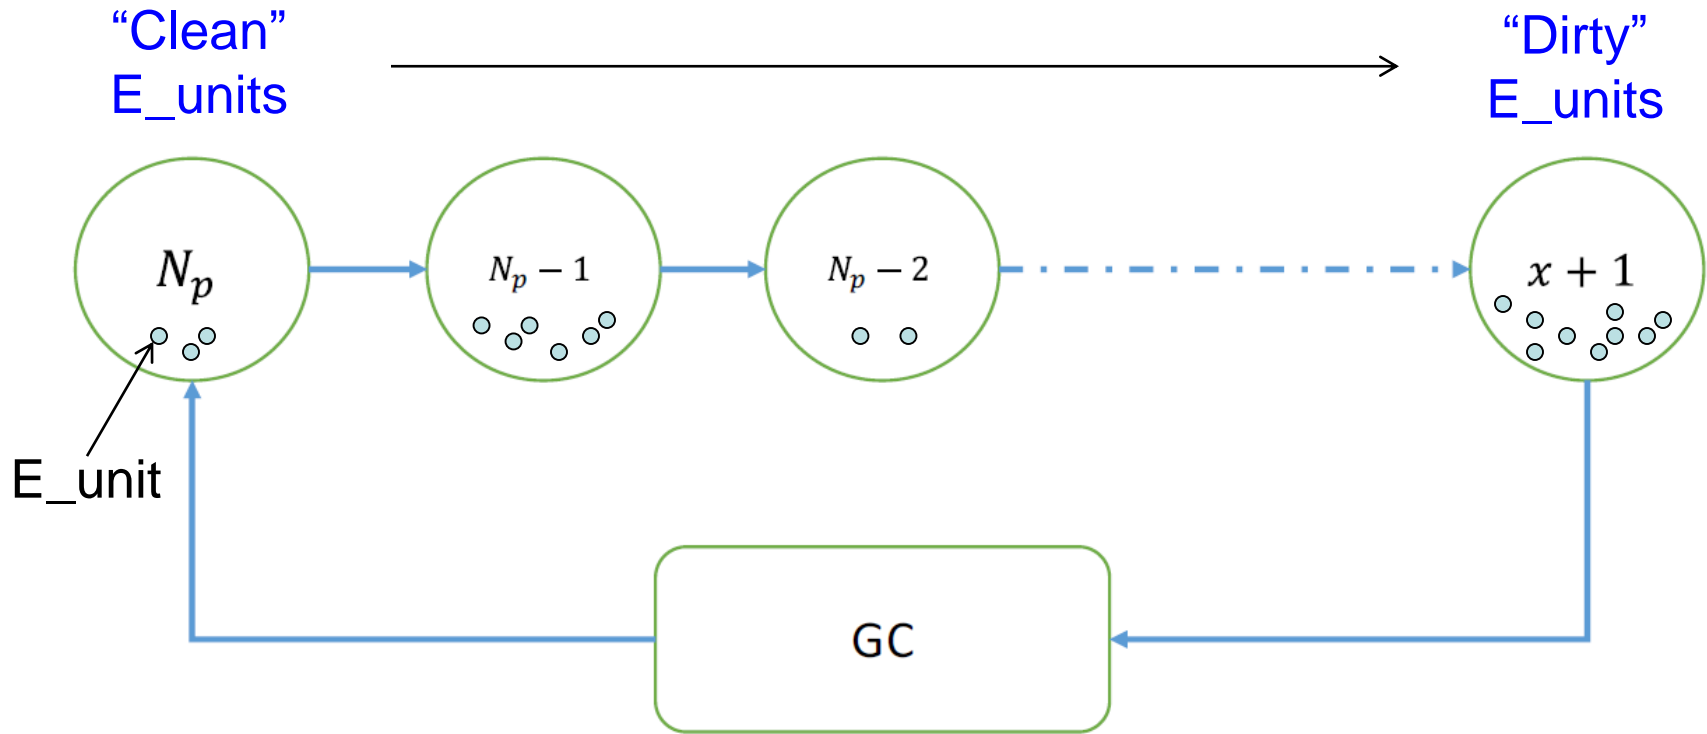 “Clean”
E_units
“Dirty”
E_units
N_p
N_p − 1
N_p − 2
x + 1
E_unit
GC